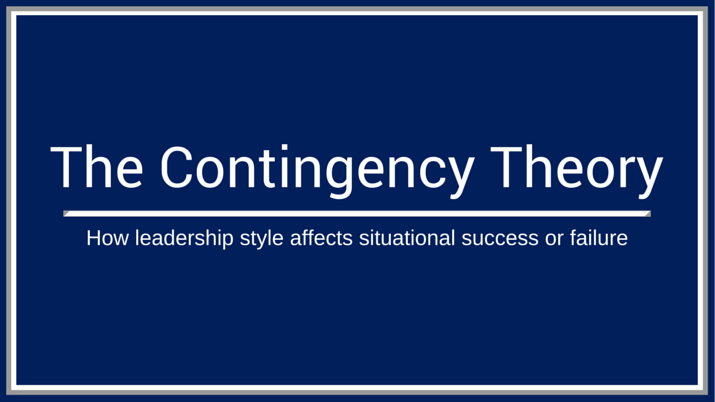 The Contingency Theory
How leadership style affects situational success or failure